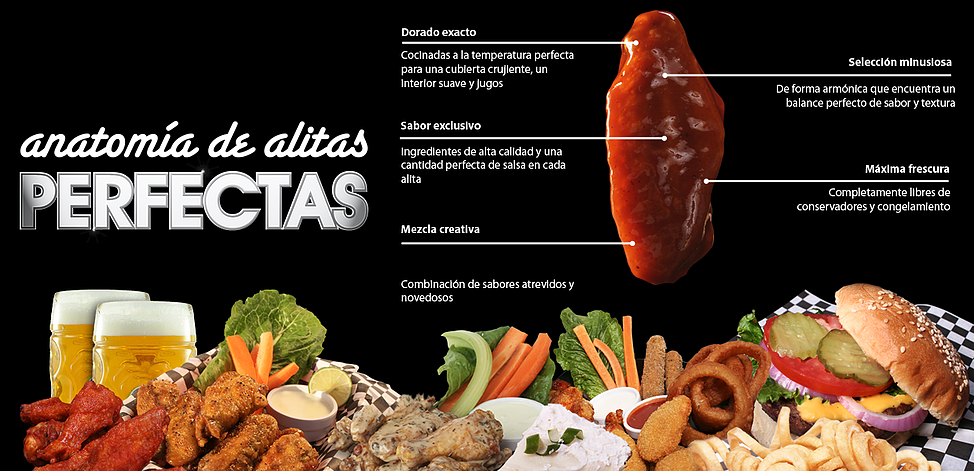 anatomía de alitas
PERFECTAS
Dorado exacto
Cocinadas a la temperatura perfecta
para una cubierta crujiente, un
interior suave y jugos
Sabor exclusivo
Ingredientes de alta calidad y una
cantidad perfecta de salsa en cada
alita
Mezcla creativa
Combinación de sabores atrevidos y
novedosos
Selección minusiosa
De forma armónica que encuentra un
balance perfecto de sabor y textura
Máxima frescura
Completamente libres de
conservadores y congelamiento